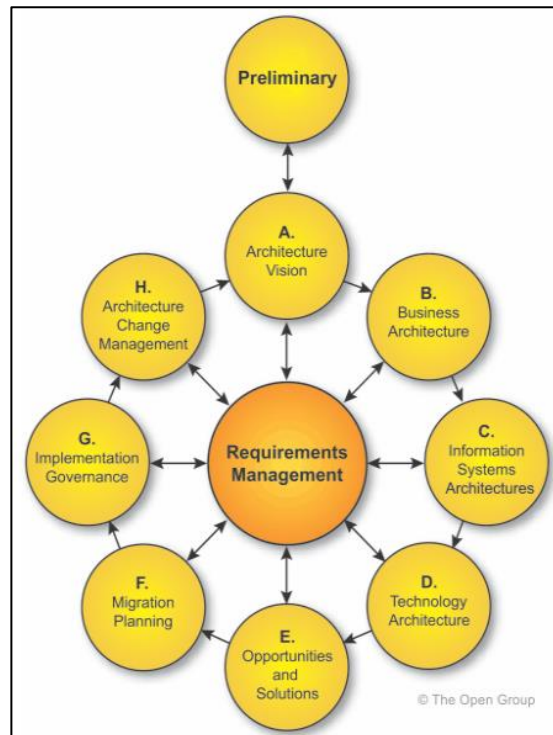 Preliminary
A.
Architecture
Vision
B.
Business
Architecture
C.
Information
Systems
Architectures
D.
Technology
Architecture
E.
Opportunities
and
Solutions
F.
Migration
Planning
G.
Implementation
Governance
H.
Architecture
Change
Management
Requirements
Management
© The Open Group